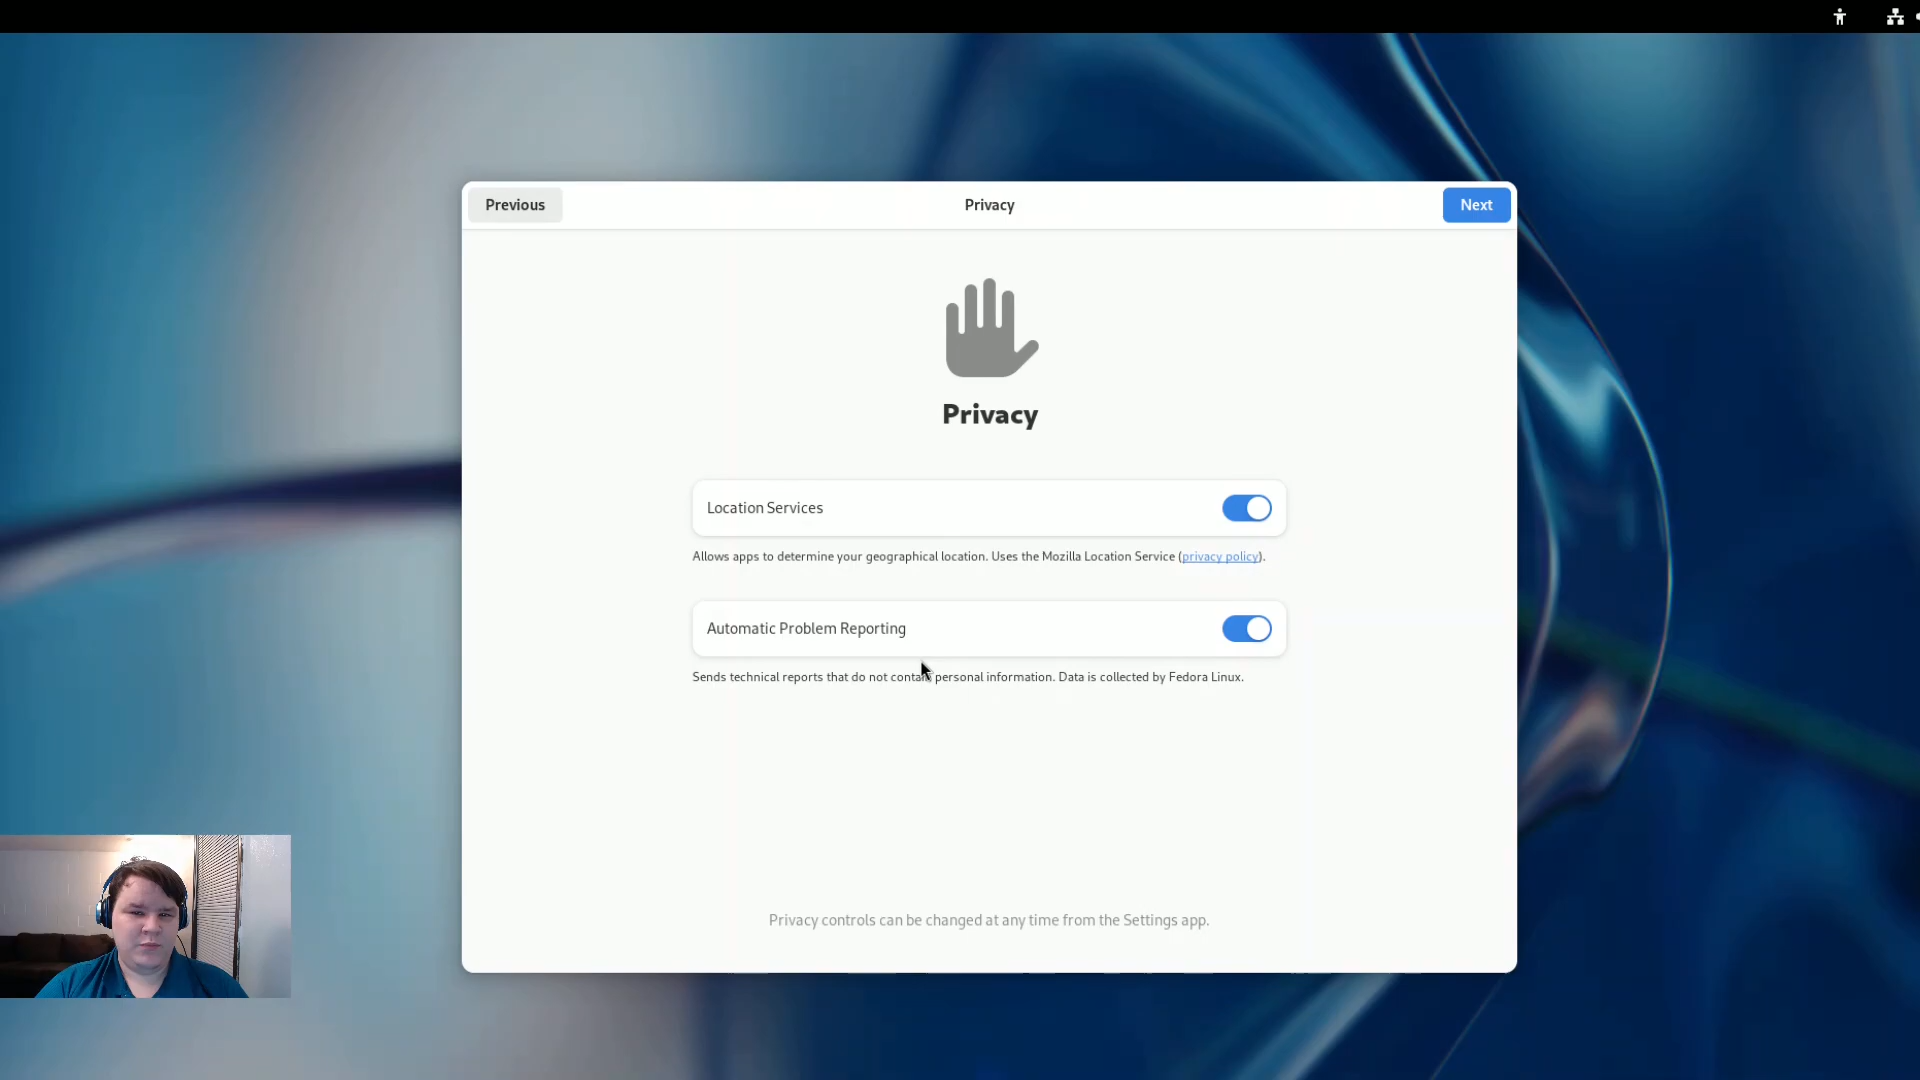 Previous
Privacy
Next
Privacy
Location Services
Allows apps to determine your geographical location. Uses the Mozilla Location Service (privacy policy).
Automatic Problem Reporting
Sends technical reports that do not contain personal information. Data is collected by Fedora Linux.
Privacy controls can be changed at any time from the Settings app.